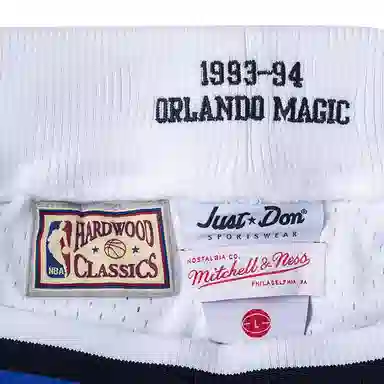 1993-94
ORLANDO MAGIC
HARDWOOD
CLASSICS
NBA
Just Don
SPORTSWEAR
NOSTALGIA CO.
Mitchell & Ness
PHILADELPHIA, PA
L